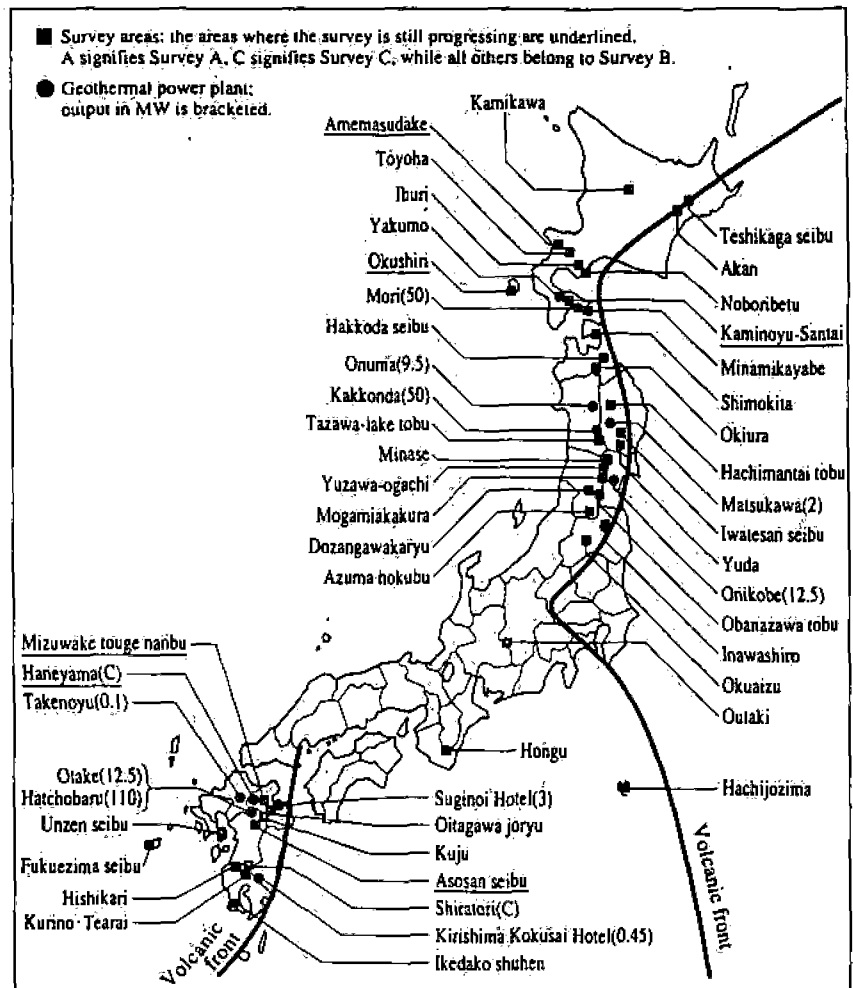 Survey areas: the areas where the survey is still progressing are underlined.
A signifies Survey A, C signifies Survey C, while all others belong to Survey B.
Geothermal power plant;
output in MW is bracketed.
Kamikawa
Amemasudake
Toyoha
Iburi
Yakumo
Okushiri
Mori(50)
Hakkoda seibu
Onuma(9.5)
Kakkonda(50)
Tazawa-lake tobu
Minase
Yuzawa-ogachi
Mogamiakakura
Dozangawakaryu
Azuma hokubu
Teshikaga seibu
Akan
Noboribetu
Kaminoyu-Santai
Minamikayabe
Shimokita
Okiura
Hachimantai tobu
Matsukawa(2)
Iwatesan seibu
Yuda
Onikobe(12.5)
Obanazawa tobu
Inawashiro
Okuaizu
Outaki
Mizuwake touge nanbu
Haneyama(C)
Takenoyu(0.1)
Otake(12.5)
Hatchobaru(110)
Unzen seibu
Fukuezima seibu
Hishikari
Kurino·Tearai
Volcanic
front
Hongu
Suginoi Hotel(3)
Oitagawa joryu
Kuju
Asosan seibu
Shiratori(C)
Kirishima Kokusai Hotel(0.45)
Ikedako shuhen
Hachijozima
Volcanic front